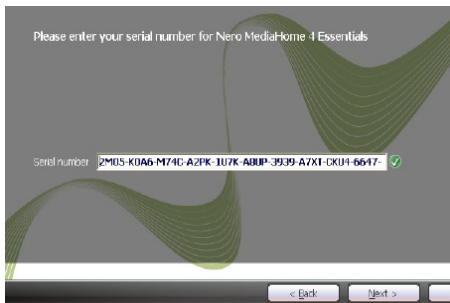 Please enter your serial number for Nero MediaHome 4 Essentials
Serial number 2M05-K0A6-M74C-A2PK-1U7K-A8UP-3939-A7XT-CKU4-6647-
< Back Next >